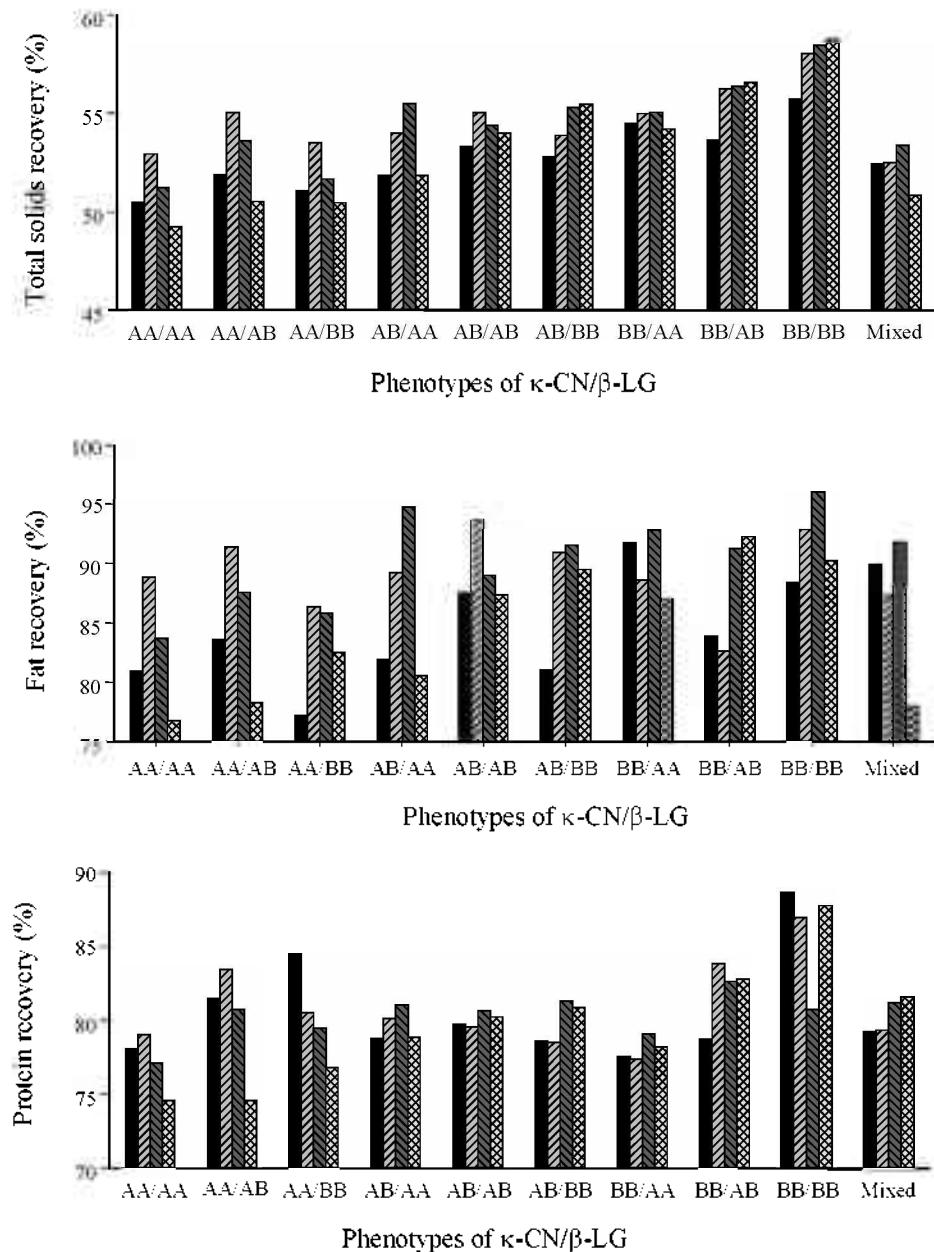 Total solids recovery (%)
60
55
50
45
AA/AA AA/AB AA/BB AB/AA AB/AB AB/BB BB/AA BB/AB BB/BB Mixed
Phenotypes of κ-CN/β-LG
Fat recovery (%)
100
95
90
85
80
75
AA/AA AA/AB AA/BB AB/AA AB/AB AB/BB BB/AA BB/AB BB/BB Mixed
Phenotypes of κ-CN/β-LG
Protein recovery (%)
90
85
80
75
70
AA/AA AA/AB AA/BB AB/AA AB/AB AB/BB BB/AA BB/AB BB/BB Mixed
Phenotypes of κ-CN/β-LG